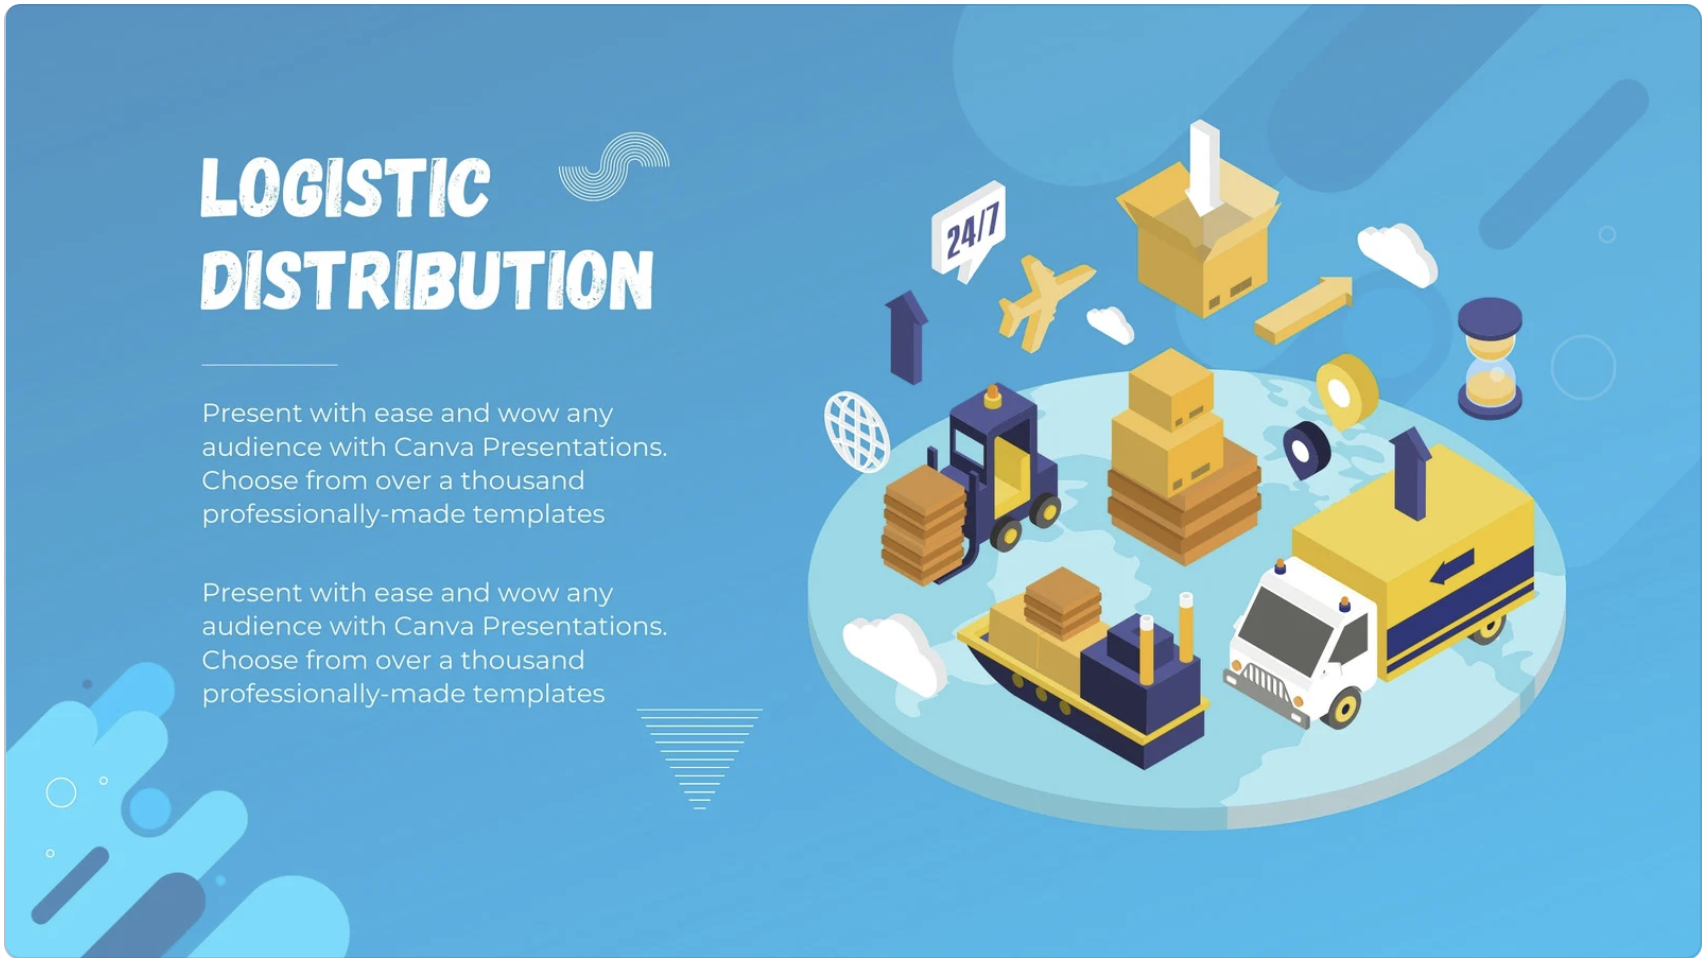 LOGISTIC
DISTRIBUTION
Present with ease and wow any
audience with Canva Presentations.
Choose from over a thousand
professionally-made templates
Present with ease and wow any
audience with Canva Presentations.
Choose from over a thousand
professionally-made templates
24/7